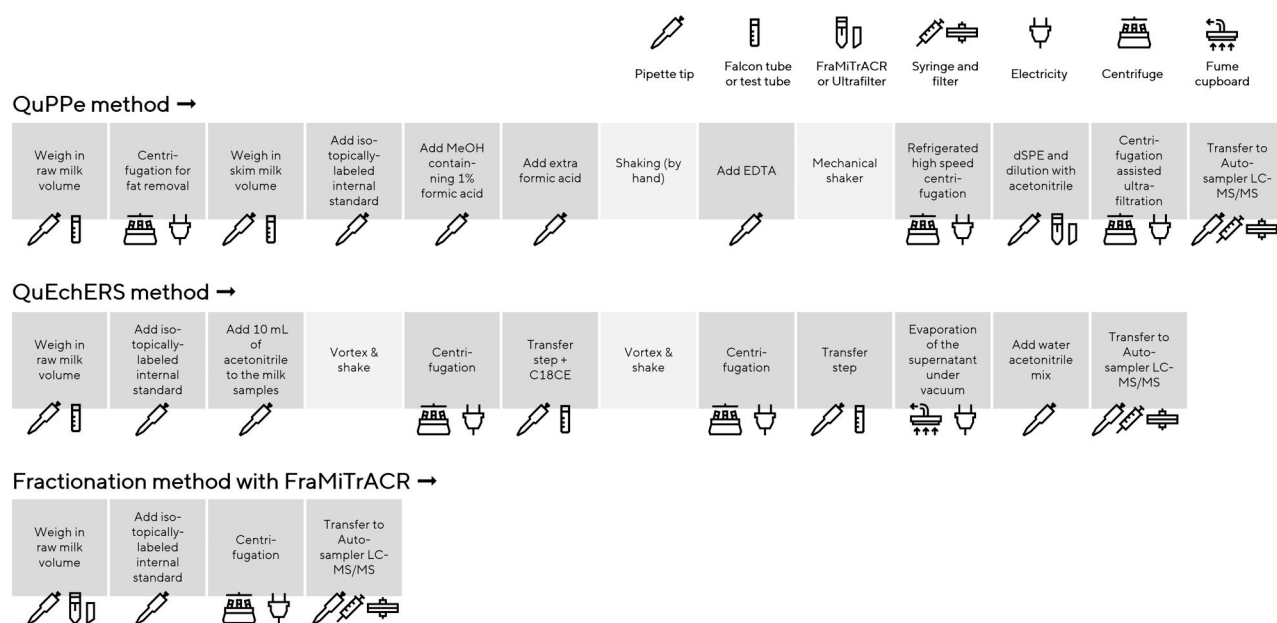 Pipette tip
Falcon tube
or test tube
FraMiTrACR
or Ultrafilter
Syringe and
filter
Electricity
Centrifuge
Fume
cupboard
QuPPe method →
Weigh in
raw milk
volume
Centri-
fugation for
fat removal
Weigh in
skim milk
volume
Add iso-
topically-
labeled
internal
standard
Add MeOH
contain-
ning 1%
formic acid
Add extra
formic acid
Shaking (by
hand)
Add EDTA
Mechanical
shaker
Refrigerated
high speed
centri-
fugation
dSPE and
dilution with
acetonitrile
Centri-
fugation
assisted
ultra-
filtration
Transfer to
Auto-
sampler LC-
MS/MS
QuEchERS method →
Weigh in
raw milk
volume
Add iso-
topically-
labeled
internal
standard
Add 10 mL
of
acetonitrile
to the milk
samples
Vortex &
shake
Centri-
fugation
Transfer
step +
C18CE
Vortex &
shake
Centri-
fugation
Transfer
step
Evaporation
of the
supernatant
under
vacuum
Add water
acetonitrile
mix
Transfer to
Auto-
sampler LC-
MS/MS
Fractionation method with FraMiTrACR →
Weigh in
raw milk
volume
Add iso-
topically-
labeled
internal
standard
Centri-
fugation
Transfer to
Auto-
sampler LC-
MS/MS